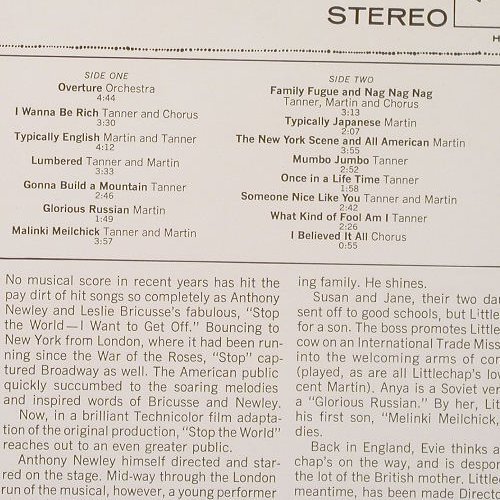 STEREO
SIDE ONE
Overture Orchestra
4:44
I Wanna Be Rich Tanner and Chorus
3:30
Typically English Martin and Tanner
4:12
Lumbered Tanner and Martin
3:33
Gonna Build a Mountain Tanner
2:46
Glorious Russian Martin
1:49
Malinki Meilchick Tanner and Martin
3:57
SIDE TWO
Family Fugue and Nag Nag Nag
Tanner, Martin and Chorus
3:13
Typically Japanese Martin
2:07
The New York Scene and All American Martin
3:55
Mumbo Jumbo Tanner
2:52
Once in a Life Time Tanner
1:58
Someone Nice Like You Tanner and Martin
2:42
What Kind of Fool Am I Tanner
2:26
I Believed It All Chorus
0:55
No musical score in recent years has hit the
pay dirt of hit songs so completely as Anthony
Newley and Leslie Bricusse's fabulous, "Stop
the World—I Want to Get Off." Bouncing to
New York from London, where it had been run-
ning since the War of the Roses, "Stop" cap-
tured Broadway as well. The American public
quickly succumbed to the soaring melodies
and inspired words of Bricusse and Newley.
Now, in a brilliant Technicolor film adapta-
tion of the original production, "Stop the World"
reaches out to an even greater public.
Anthony Newley himself directed and star-
red on the stage. Mid-way through the London
run of the musical, however, a young performer
ing family. He shines.
Susan and Jane, their two dau
sent off to good schools, but Little
for a son. The boss promotes Little
cow on an International Trade Miss
into the welcoming arms of co
(played, as are all Littlechap's lov
cent Martin). Anya is a Soviet ver
a "Glorious Russian." By her, Lit
his first son, "Melinki Meilchick,
dies.
Back in England, Evie thinks a
chap's on the way, and is despon
the lot of the British mother. Little
meantime, has been made Direct